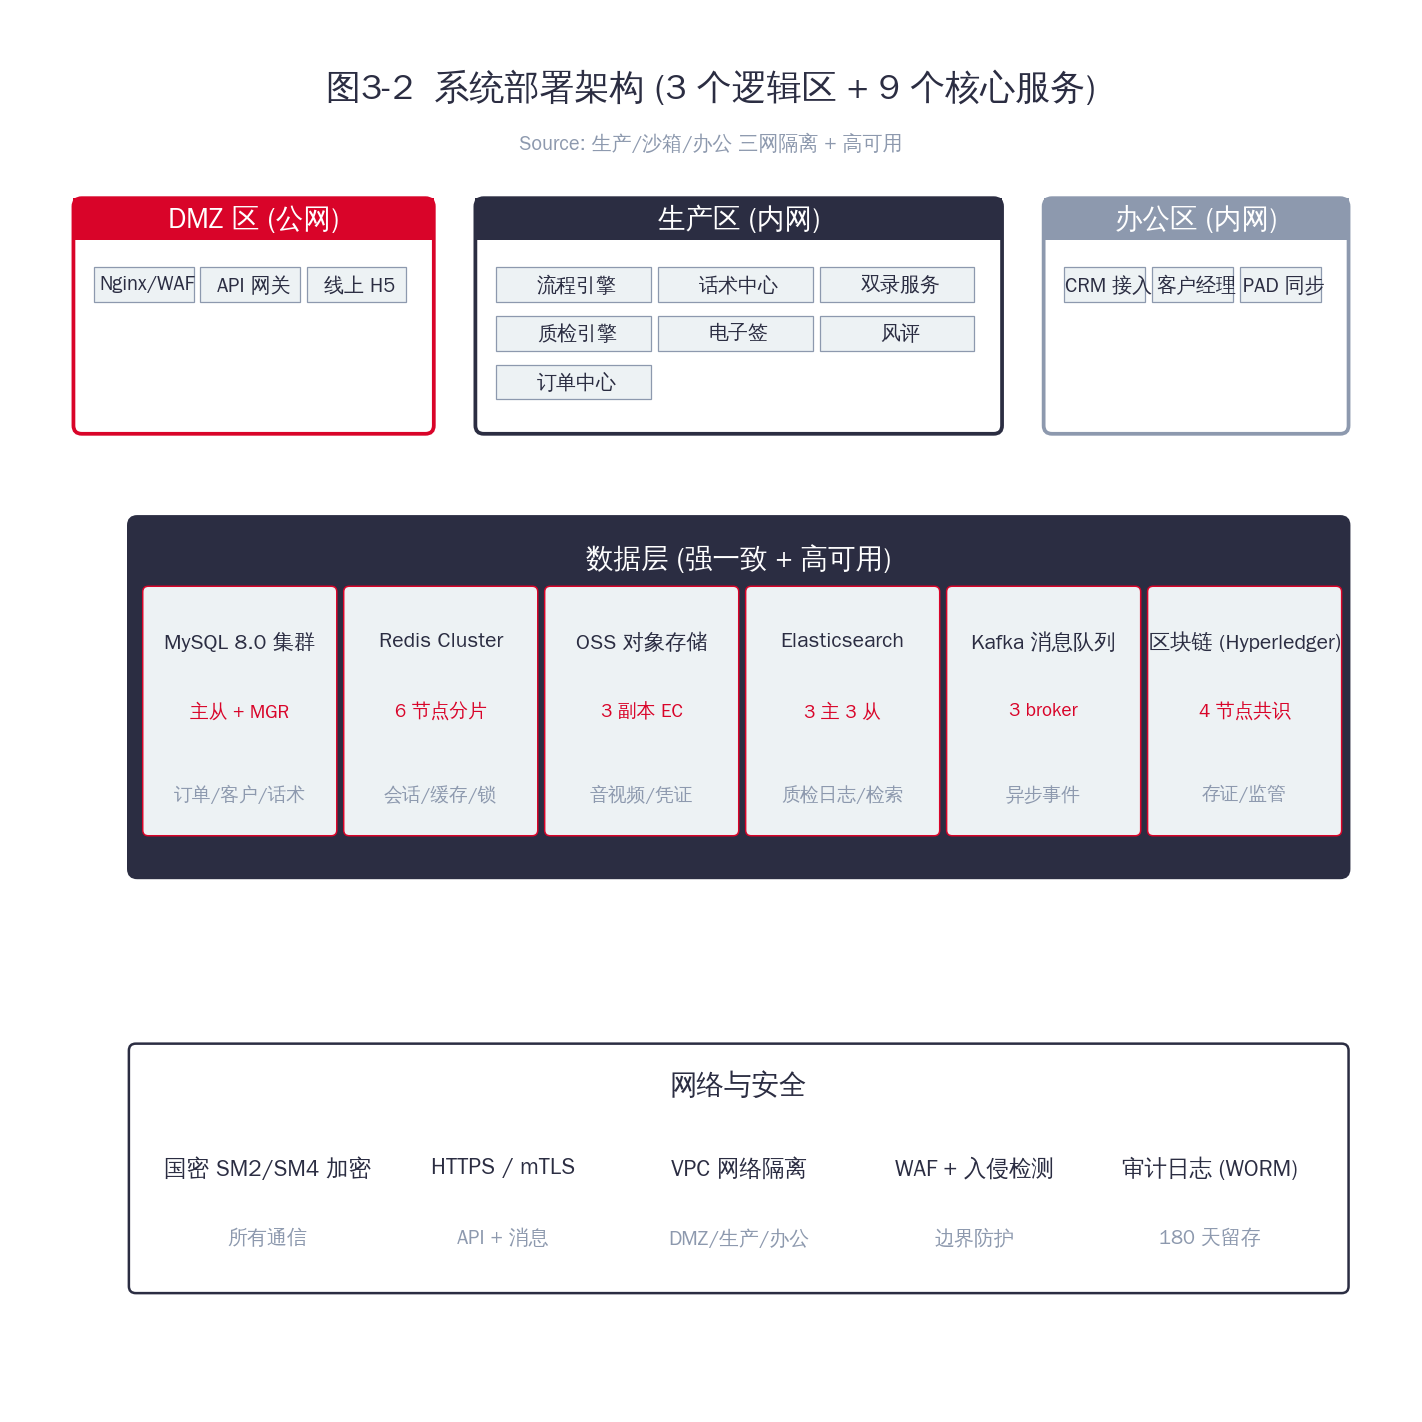 图3-2 系统部署架构 (3 个逻辑区 + 9 个核心服务)
Source: 生产/沙箱/办公 三网隔离 + 高可用
DMZ 区 (公网)
Nginx/WAF
API 网关
线上 H5
生产区 (内网)
流程引擎
话术中心
双录服务
质检引擎
电子签
风评
订单中心
办公区 (内网)
CRM 接入
客户经理
PAD 同步
数据层 (强一致 + 高可用)
MySQL 8.0 集群
主从 + MGR
订单/客户/话术
Redis Cluster
6 节点分片
会话/缓存/锁
OSS 对象存储
3 副本 EC
音视频/凭证
Elasticsearch
3 主 3 从
质检日志/检索
Kafka 消息队列
3 broker
异步事件
区块链 (Hyperledger)
4 节点共识
存证/监管
网络与安全
国密 SM2/SM4 加密
所有通信
HTTPS / mTLS
API + 消息
VPC 网络隔离
DMZ/生产/办公
WAF + 入侵检测
边界防护
审计日志 (WORM)
180 天留存